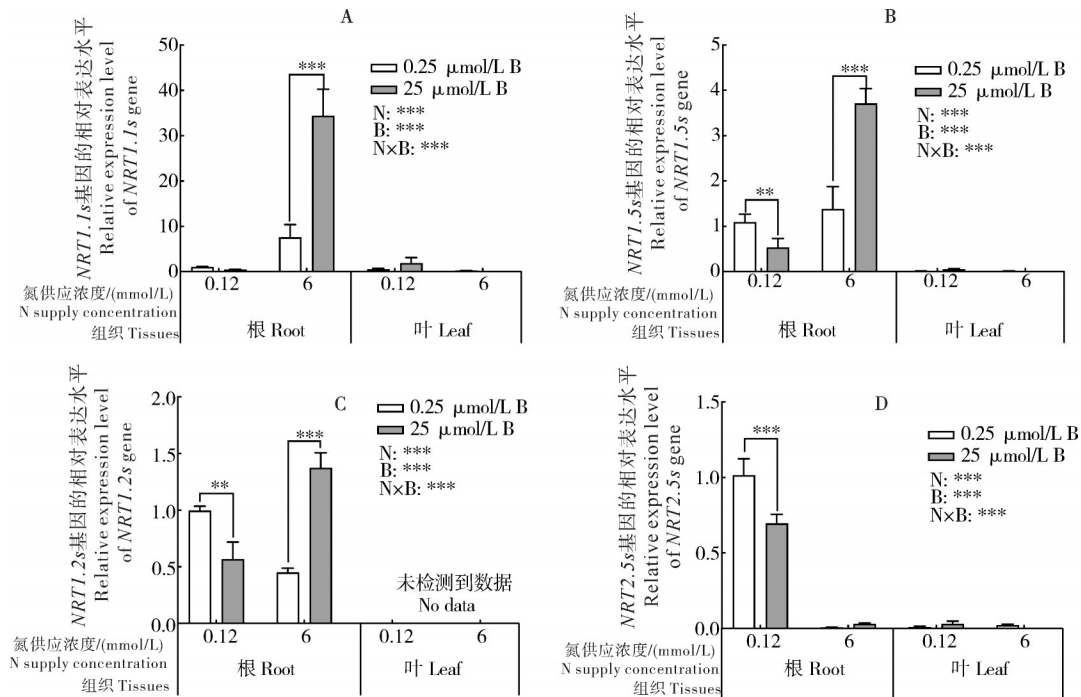 A
NRT1.1s基因的相对表达水平
Relative expression level
of NRT1.1s gene
50
40
30
20
10
0
***
0.25 μmol/L B
25 μmol/L B
N: ***
B: ***
N×B: ***
0.12 6 0.12 6
氮供应浓度/(mmol/L)
N supply concentration
组织 Tissues
根 Root 叶 Leaf
B
NRT1.5s基因的相对表达水平
Relative expression level
of NRT1.5s gene
5
4
3
2
1
0
**
***
0.25 μmol/L B
25 μmol/L B
N: ***
B: ***
N×B: ***
0.12 6 0.12 6
氮供应浓度/(mmol/L)
N supply concentration
组织 Tissues
根 Root 叶 Leaf
C
NRT1.2s基因的相对表达水平
Relative expression level
of NRT1.2s gene
2.0
1.5
1.0
0.5
0.0
**
***
0.25 μmol/L B
25 μmol/L B
N: ***
B: ***
N×B: ***
未检测到数据
No data
0.12 6 0.12 6
氮供应浓度/(mmol/L)
N supply concentration
组织 Tissues
根 Root 叶 Leaf
D
NRT2.5s基因的相对表达水平
Relative expression level
of NRT2.5s gene
1.5
1.0
0.5
0.0
***
0.25 μmol/L B
25 μmol/L B
N: ***
B: ***
N×B: ***
0.12 6 0.12 6
氮供应浓度/(mmol/L)
N supply concentration
组织 Tissues
根 Root 叶 Leaf